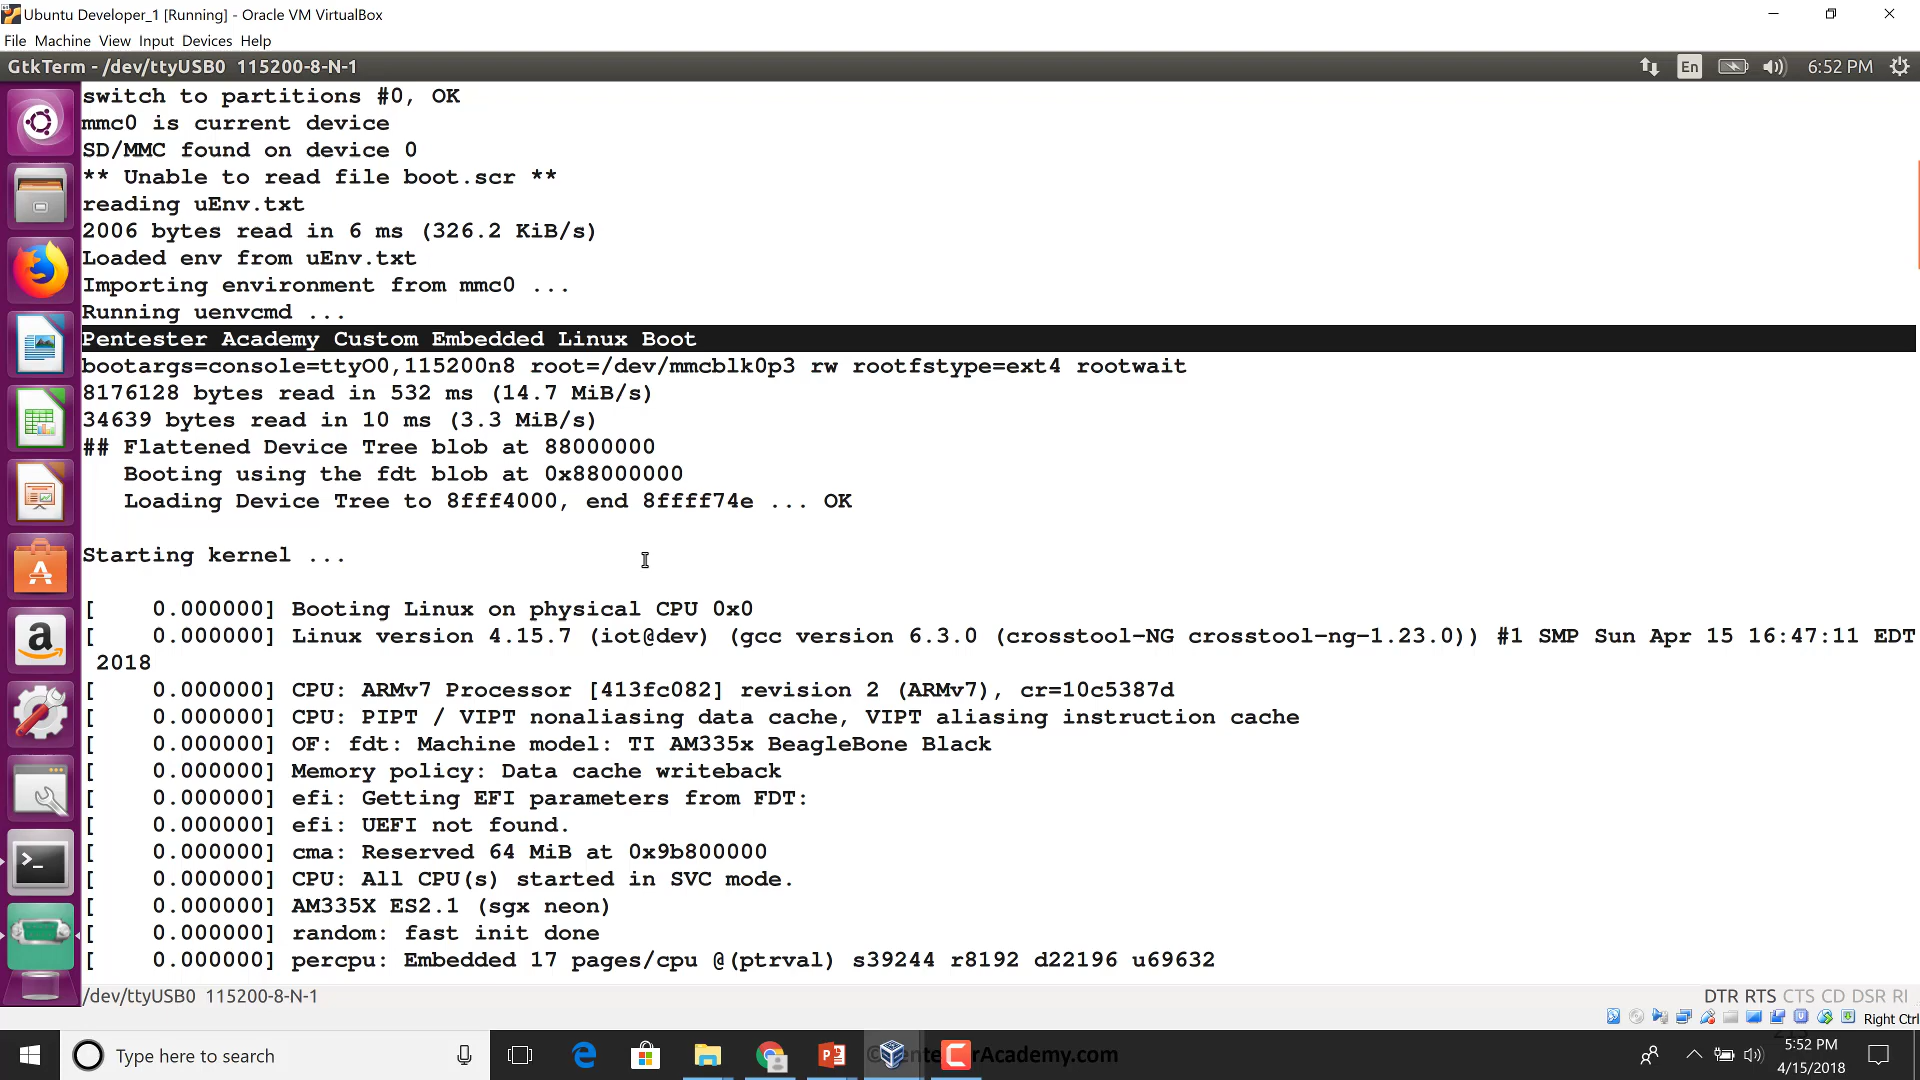 Ubuntu Developer_1 [Running] - Oracle VM VirtualBox
File Machine View Input Devices Help
GtkTerm - /dev/ttyUSB0 115200-8-N-1
En
6:52 PM
switch to partitions #0, OK
mmc0 is current device
SD/MMC found on device 0
** Unable to read file boot.scr **
reading uEnv.txt
2006 bytes read in 6 ms (326.2 KiB/s)
Loaded env from uEnv.txt
Importing environment from mmc0 ...
Running uenvcmd ...
Pentester Academy Custom Embedded Linux Boot
bootargs=console=ttyO0,115200n8 root=/dev/mmcblk0p3 rw rootfstype=ext4 rootwait
8176128 bytes read in 532 ms (14.7 MiB/s)
34639 bytes read in 10 ms (3.3 MiB/s)
## Flattened Device Tree blob at 88000000
Booting using the fdt blob at 0x88000000
Loading Device Tree to 8fff4000, end 8ffff74e ... OK
Starting kernel ...
[    0.000000] Booting Linux on physical CPU 0x0
[    0.000000] Linux version 4.15.7 (iot@dev) (gcc version 6.3.0 (crosstool-NG crosstool-ng-1.23.0)) #1 SMP Sun Apr 15 16:47:11 EDT
2018
[    0.000000] CPU: ARMv7 Processor [413fc082] revision 2 (ARMv7), cr=10c5387d
[    0.000000] CPU: PIPT / VIPT nonaliasing data cache, VIPT aliasing instruction cache
[    0.000000] OF: fdt: Machine model: TI AM335x BeagleBone Black
[    0.000000] Memory policy: Data cache writeback
[    0.000000] efi: Getting EFI parameters from FDT:
[    0.000000] efi: UEFI not found.
[    0.000000] cma: Reserved 64 MiB at 0x9b800000
[    0.000000] CPU: All CPU(s) started in SVC mode.
[    0.000000] AM335X ES2.1 (sgx neon)
[    0.000000] random: fast init done
[    0.000000] percpu: Embedded 17 pages/cpu @(ptrval) s39244 r8192 d22196 u69632
/dev/ttyUSB0 115200-8-N-1
DTR RTS CTS CD DSR RI
Right Ctrl
Type here to search
Academy.com
5:52 PM
4/15/2018